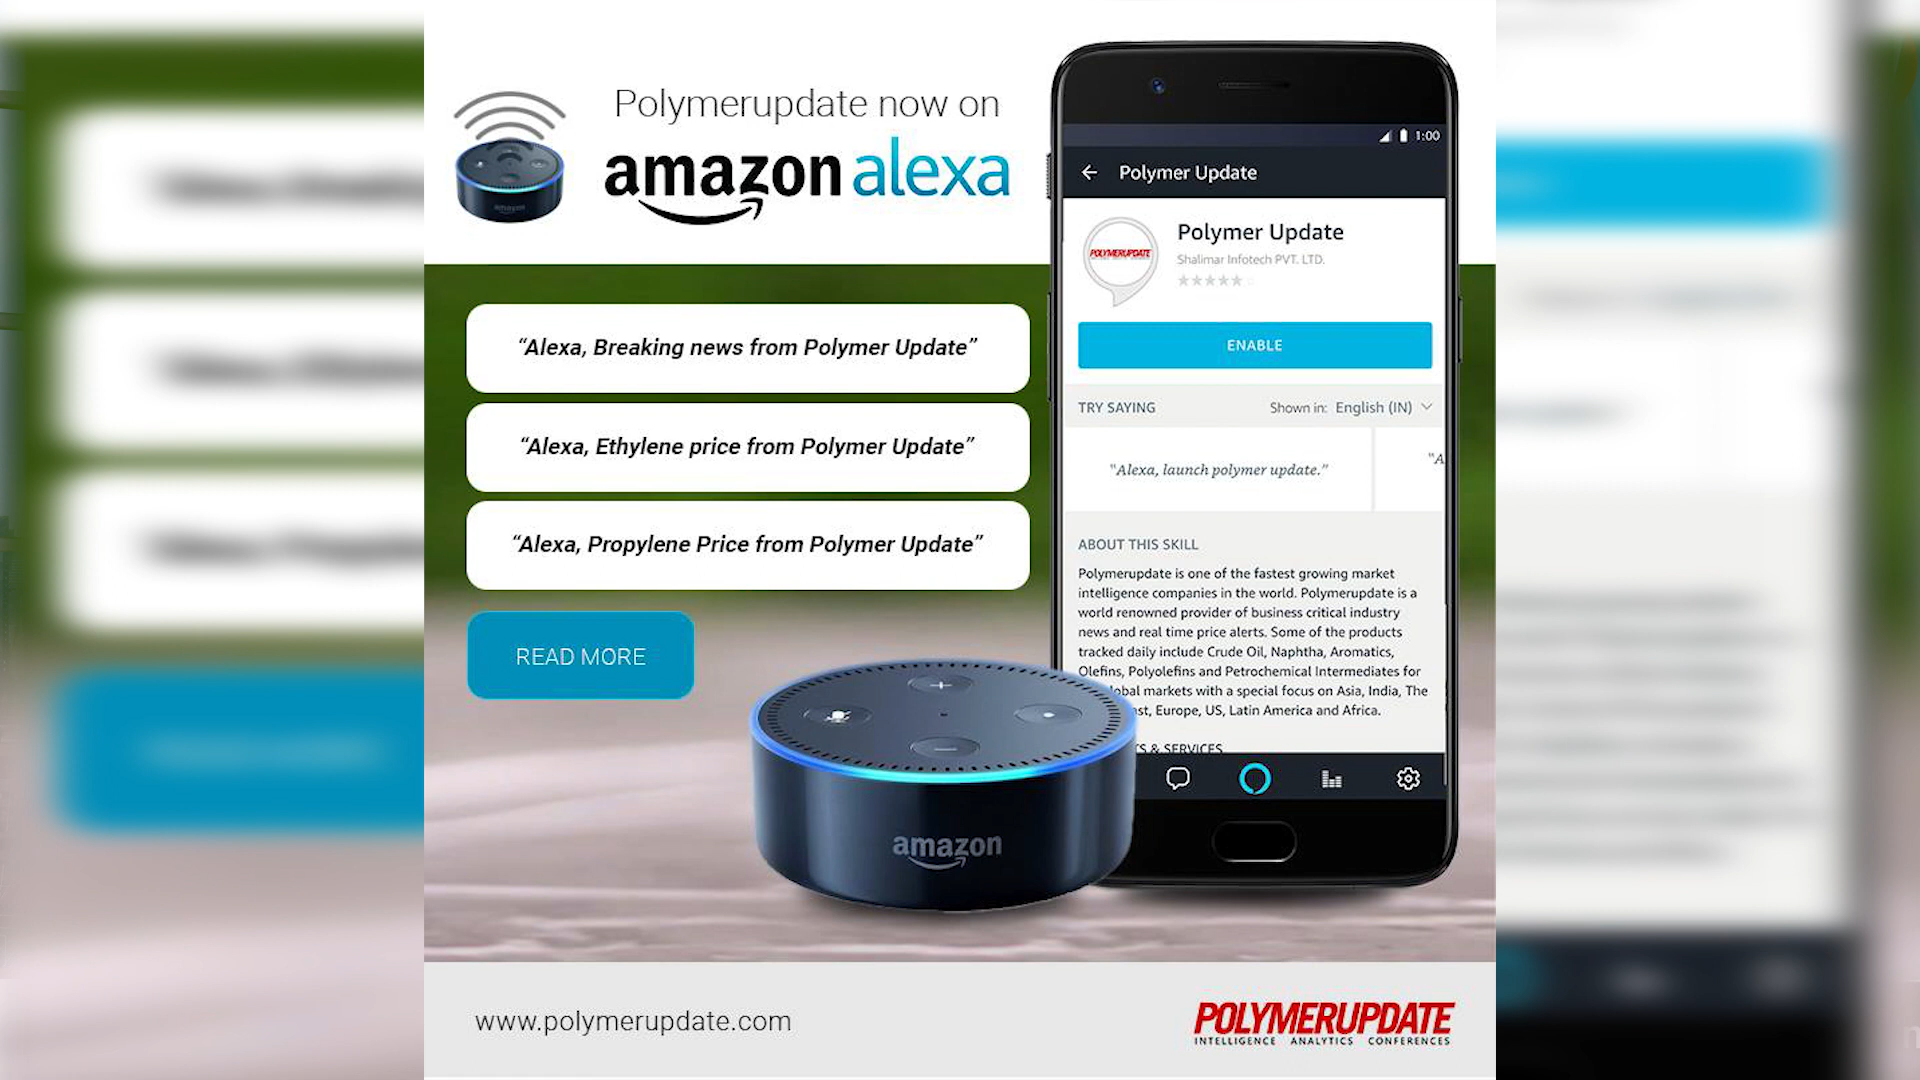 Polymerupdate now on
amazon alexa
"Alexa, Breaking news from Polymer Update"
"Alexa, Ethylene price from Polymer Update"
"Alexa, Propylene Price from Polymer Update"
READ MORE
1:00
Polymer Update
POLYMERUPDATE
Polymer Update
Shalimar Infotech PVT. LTD.
ENABLE
TRY SAYING
Shown in: English (IN)
"Alexa, launch polymer update."
"A
ABOUT THIS SKILL
Polymerupdate is one of the fastest growing market
intelligence companies in the world. Polymerupdate is a
world renowned provider of business critical industry
news and real time price alerts. Some of the products
tracked daily include Crude Oil, Naphtha, Aromatics,
Olefins, Polyolefins and Petrochemical Intermediates for
obal markets with a special focus on Asia, India, The
st, Europe, US, Latin America and Africa.
TS & SERVICES
amazon
www.polymerupdate.com
POLYMERUPDATE
INTELLIGENCE ANALYTICS CONFERENCES